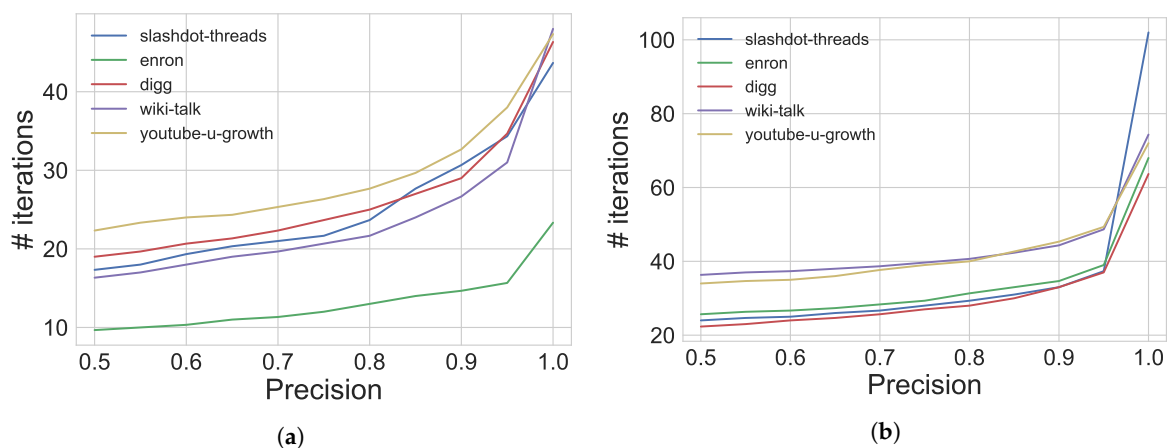 slashdot-threads
enron
digg
wiki-talk
youtube-u-growth
40
30
20
10
# iterations
0.5 0.6 0.7 0.8 0.9 1.0
Precision
(a)
slashdot-threads
enron
digg
wiki-talk
youtube-u-growth
100
80
60
40
20
# iterations
0.5 0.6 0.7 0.8 0.9 1.0
Precision
(b)